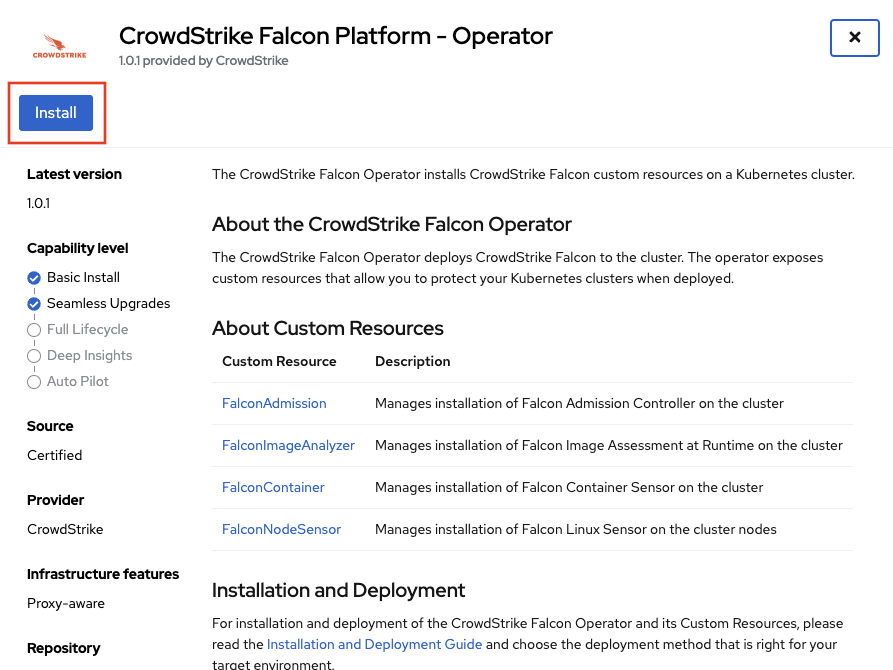 CROWDSTRIKE
CrowdStrike Falcon Platform - Operator
1.0.1 provided by CrowdStrike
Install
Latest version
1.0.1
Capability level
Basic Install
Seamless Upgrades
Full Lifecycle
Deep Insights
Auto Pilot
Source
Certified
Provider
CrowdStrike
Infrastructure features
Proxy-aware
Repository
The CrowdStrike Falcon Operator installs CrowdStrike Falcon custom resources on a Kubernetes cluster.
About the CrowdStrike Falcon Operator
The CrowdStrike Falcon Operator deploys CrowdStrike Falcon to the cluster. The operator exposes
custom resources that allow you to protect your Kubernetes clusters when deployed.
About Custom Resources
Custom Resource Description
FalconAdmission Manages installation of Falcon Admission Controller on the cluster
FalconImageAnalyzer Manages installation of Falcon Image Assessment at Runtime on the cluster
FalconContainer Manages installation of Falcon Container Sensor on the cluster
FalconNodeSensor Manages installation of Falcon Linux Sensor on the cluster nodes
Installation and Deployment
For installation and deployment of the CrowdStrike Falcon Operator and its Custom Resources, please
read the Installation and Deployment Guide and choose the deployment method that is right for your
target environment.